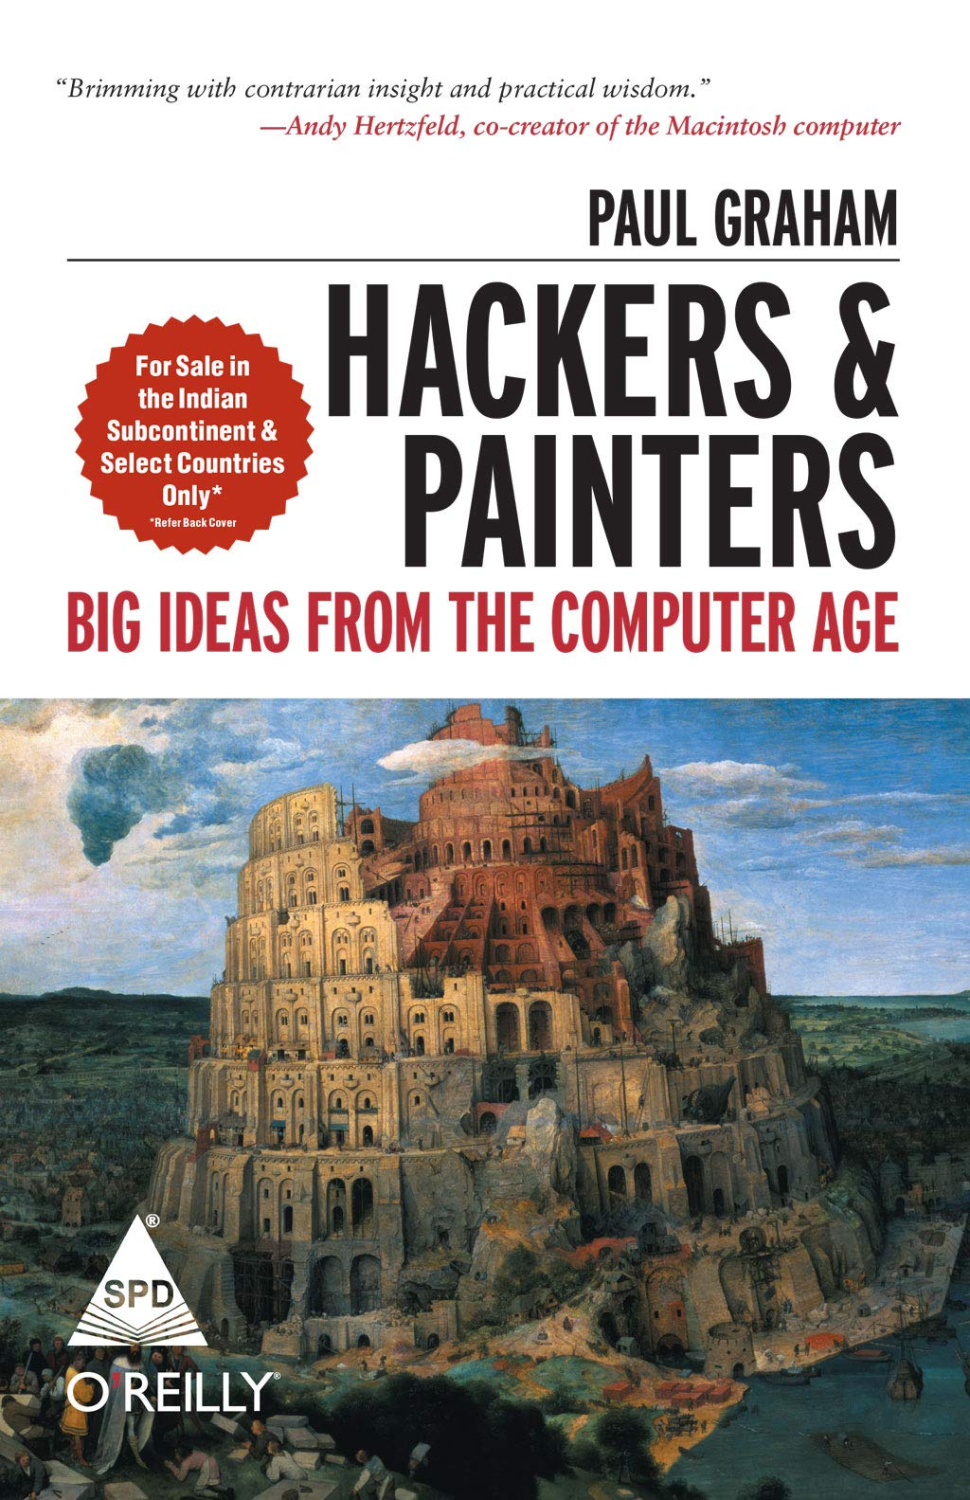 “Brimming with contrarian insight and practical wisdom.”
—Andy Hertzfeld, co-creator of the Macintosh computer
PAUL GRAHAM
HACKERS &
PAINTERS
For Sale in
the Indian
Subcontinent &
Select Countries
Only*
*Refer Back Cover
BIG IDEAS FROM THE COMPUTER AGE
®
SPD
O'REILLY®